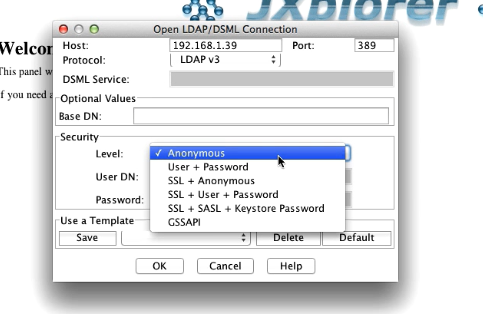 JXplorer
Open LDAP/DSML Connection
Welcom
Host: 192.168.1.39 Port: 389
Protocol: LDAP v3
This panel w
DSML Service:
if you need a
Optional Values
Base DN:
Security
Level: ✓ Anonymous
User + Password
User DN: SSL + Anonymous
SSL + User + Password
Password: SSL + SASL + Keystore Password
GSSAPI
Use a Template
Save Delete Default
OK Cancel Help